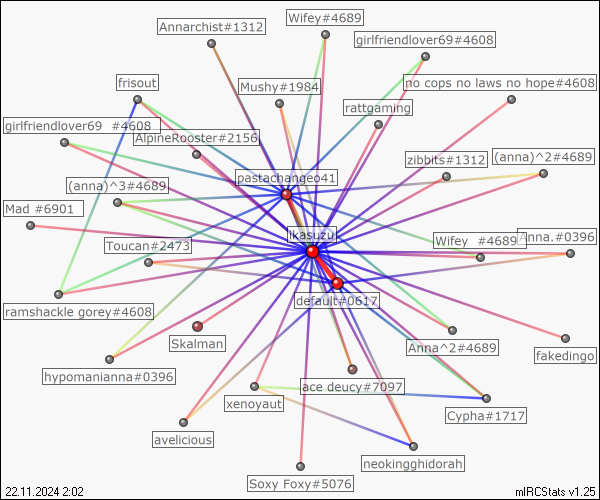 Annarchist#1312
Wifey#4689
girlfriendlover69#4608
frisout
Mushy#1984
no cops no laws no hope#4608
rattgaming
girlfriendlover69 #4608
AlpineRooster#2156
zibbits#1312
(anna)^2#4689
pastachangeo41
(anna)^3#4689
Mad #6901
ikasuzu
Wifey #4689
anna.#0396
Toucan#2473
default#0617
ramshackle gorey#4608
Skalman
Anna^2#4689
fakedingo
hypomanianna#0396
ace deucy#7097
xenoyaut
Cypha#1717
avelicious
neokingghidorah
Soxy Foxy#5076
22.11.2024 2:02
mIRCStats v1.25